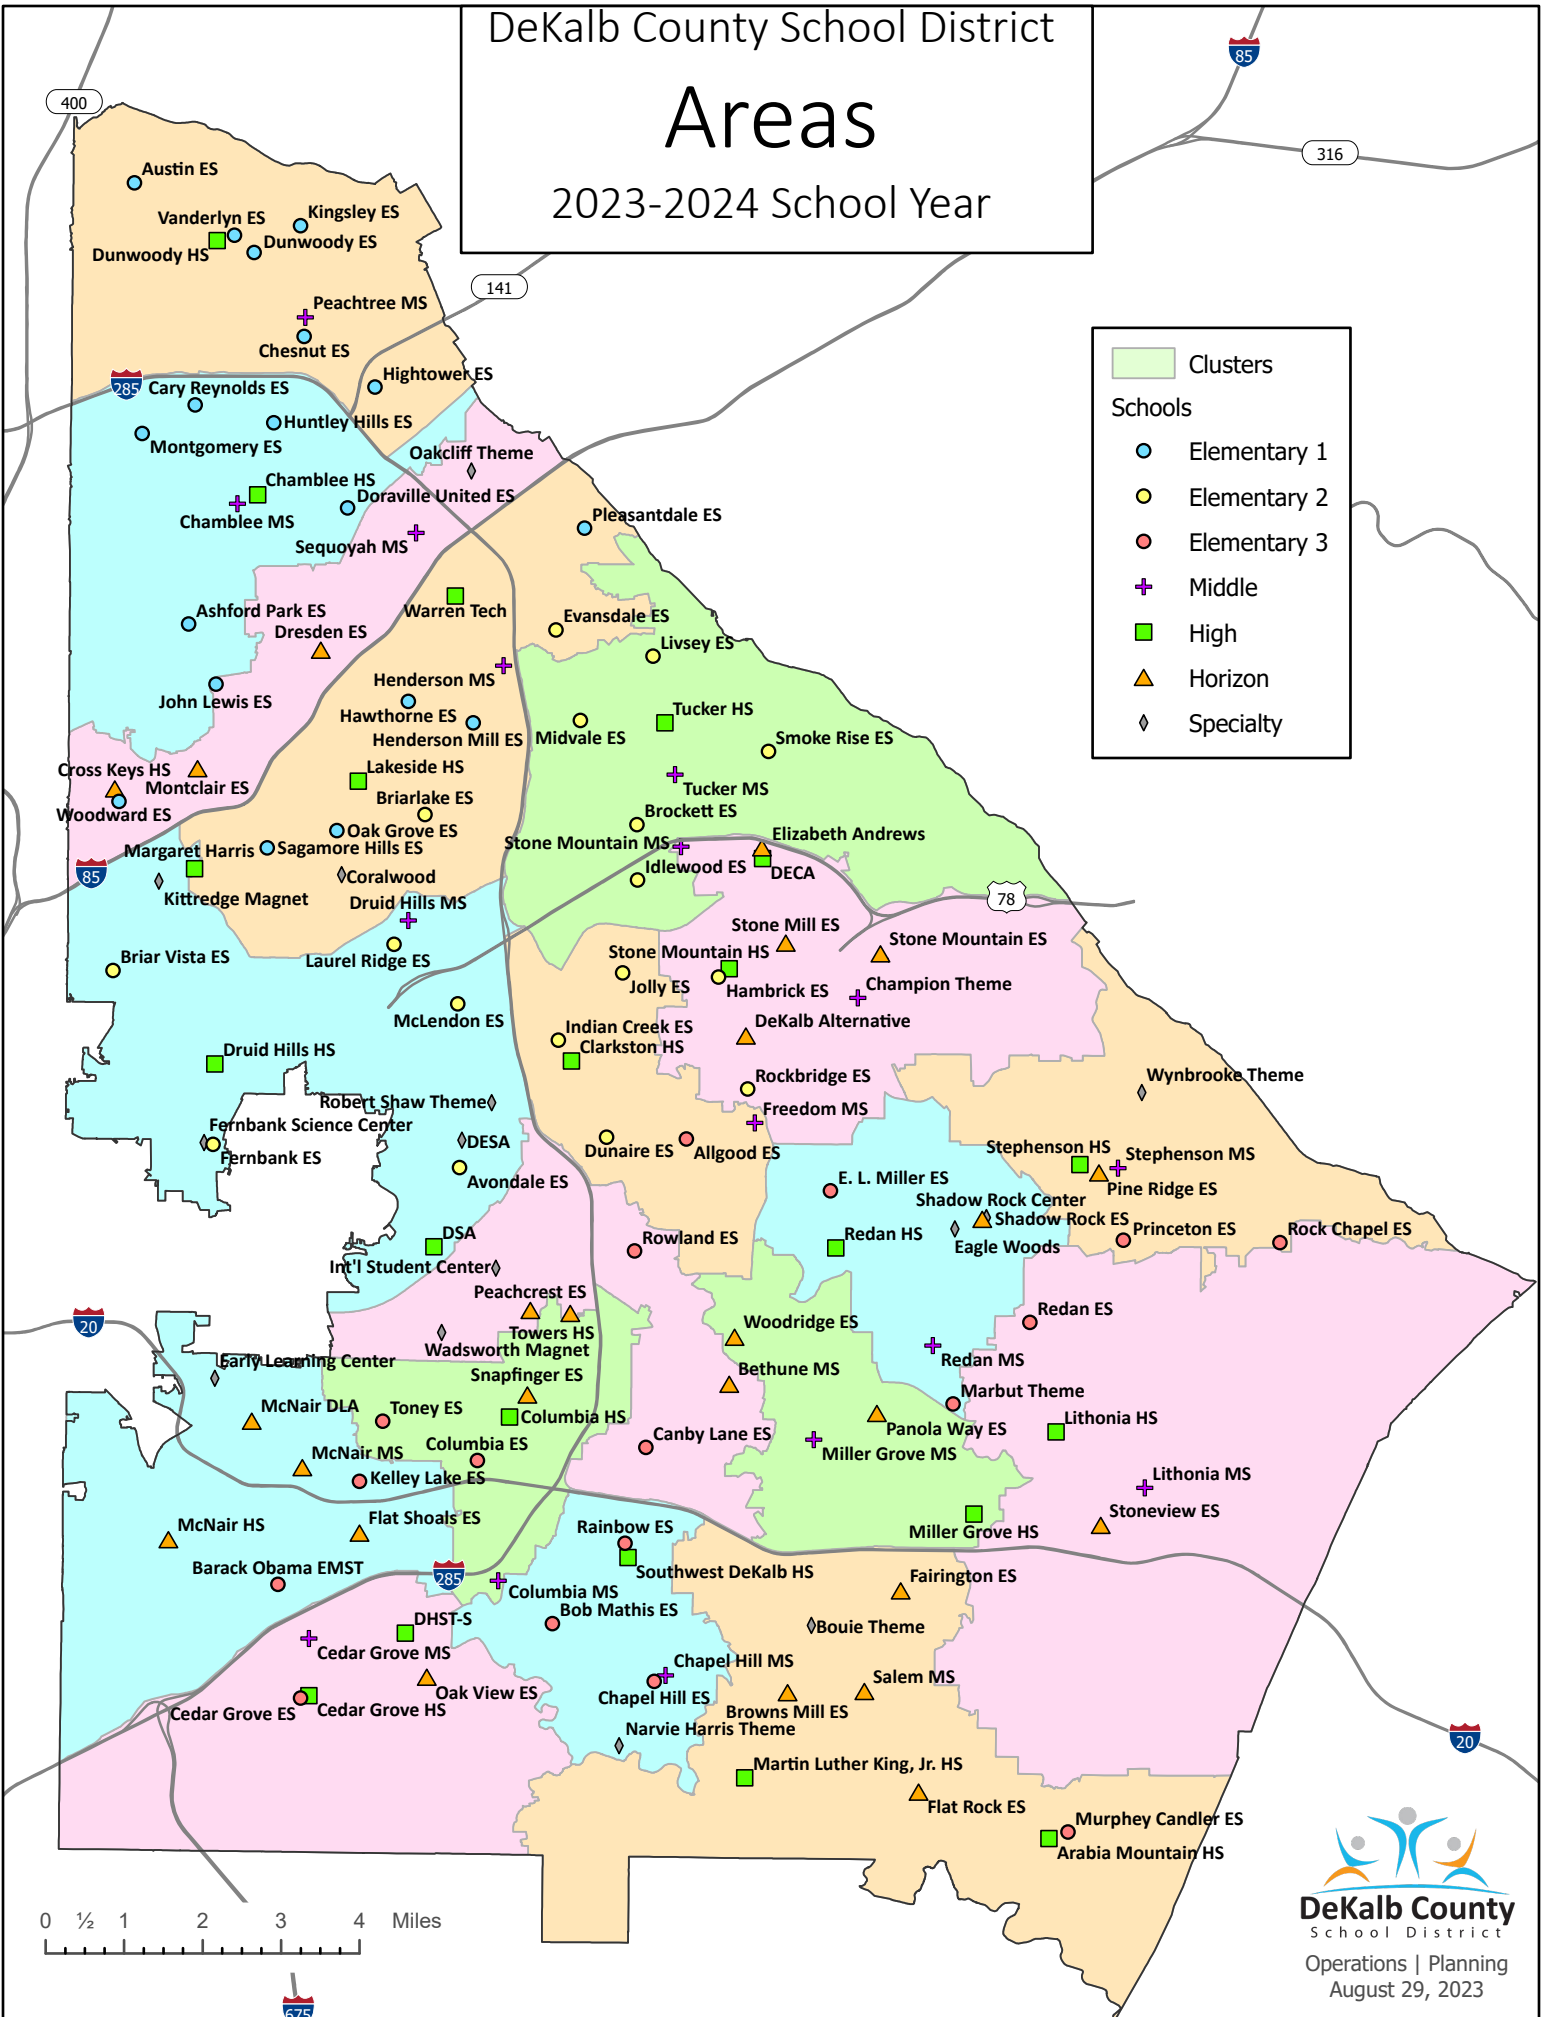 DeKalb County School District
Areas
2023-2024 School Year
85
400
316
141
Austin ES
Vanderlyn ES
Kingsley ES
Dunwoody ES
Dunwoody HS
Peachtree MS
Chesnut ES
Hightower ES
285
Cary Reynolds ES
Huntley Hills ES
Montgomery ES
Oakcliff Theme
Chamblee HS
Doraville United ES
Chamblee MS
Sequoyah MS
Pleasantdale ES
Clusters
Schools
Elementary 1
Elementary 2
Elementary 3
Middle
High
Horizon
Specialty
Ashford Park ES
Dresden ES
Warren Tech
Evansdale ES
Livsey ES
John Lewis ES
Henderson MS
Hawthorne ES
Henderson Mill ES
Midvale ES
Tucker HS
Smoke Rise ES
Cross Keys HS
Montclair ES
Woodward ES
Lakeside HS
Briarlake ES
Tucker MS
Brockett ES
Oak Grove ES
Sagamore Hills ES
Margaret Harris
Stone Mountain MS
Elizabeth Andrews
Idlewood ES
DECA
85
Kittredge Magnet
Coralwood
Druid Hills MS
78
Briar Vista ES
Laurel Ridge ES
Stone Mill ES
Stone Mountain HS
Stone Mountain ES
Jolly ES
Hambrick ES
Champion Theme
McLendon ES
Indian Creek ES
Clarkston HS
DeKalb Alternative
Druid Hills HS
Rockbridge ES
Wynbrooke Theme
Robert Shaw Theme
Freedom MS
Fernbank Science Center
Fernbank ES
DESA
Dunaire ES
Allgood ES
Stephenson HS
Stephenson MS
Avondale ES
E. L. Miller ES
Pine Ridge ES
Shadow Rock Center
Shadow Rock ES
Princeton ES
Rock Chapel ES
DSA
Rowland ES
Redan HS
Eagle Woods
Int'l Student Center
Peachcrest ES
Redan ES
20
Towers HS
Woodridge ES
Wadsworth Magnet
Redan MS
Early Learning Center
Snapfinger ES
Bethune MS
Marbut Theme
McNair DLA
Toney ES
Columbia HS
Panola Way ES
Lithonia HS
Columbia ES
Canby Lane ES
Miller Grove MS
McNair MS
Kelley Lake ES
Lithonia MS
McNair HS
Flat Shoals ES
Rainbow ES
Miller Grove HS
Stoneview ES
Barack Obama EMST
285
Southwest DeKalb HS
Fairington ES
Columbia MS
Bob Mathis ES
DHST-S
Bouie Theme
Cedar Grove MS
Chapel Hill MS
Salem MS
Oak View ES
Chapel Hill ES
Cedar Grove ES
Cedar Grove HS
Browns Mill ES
Narvie Harris Theme
20
Martin Luther King, Jr. HS
Flat Rock ES
Murphey Candler ES
Arabia Mountain HS
0 ½ 1 2 3 4 Miles
DeKalb County
School District
Operations | Planning
August 29, 2023
675